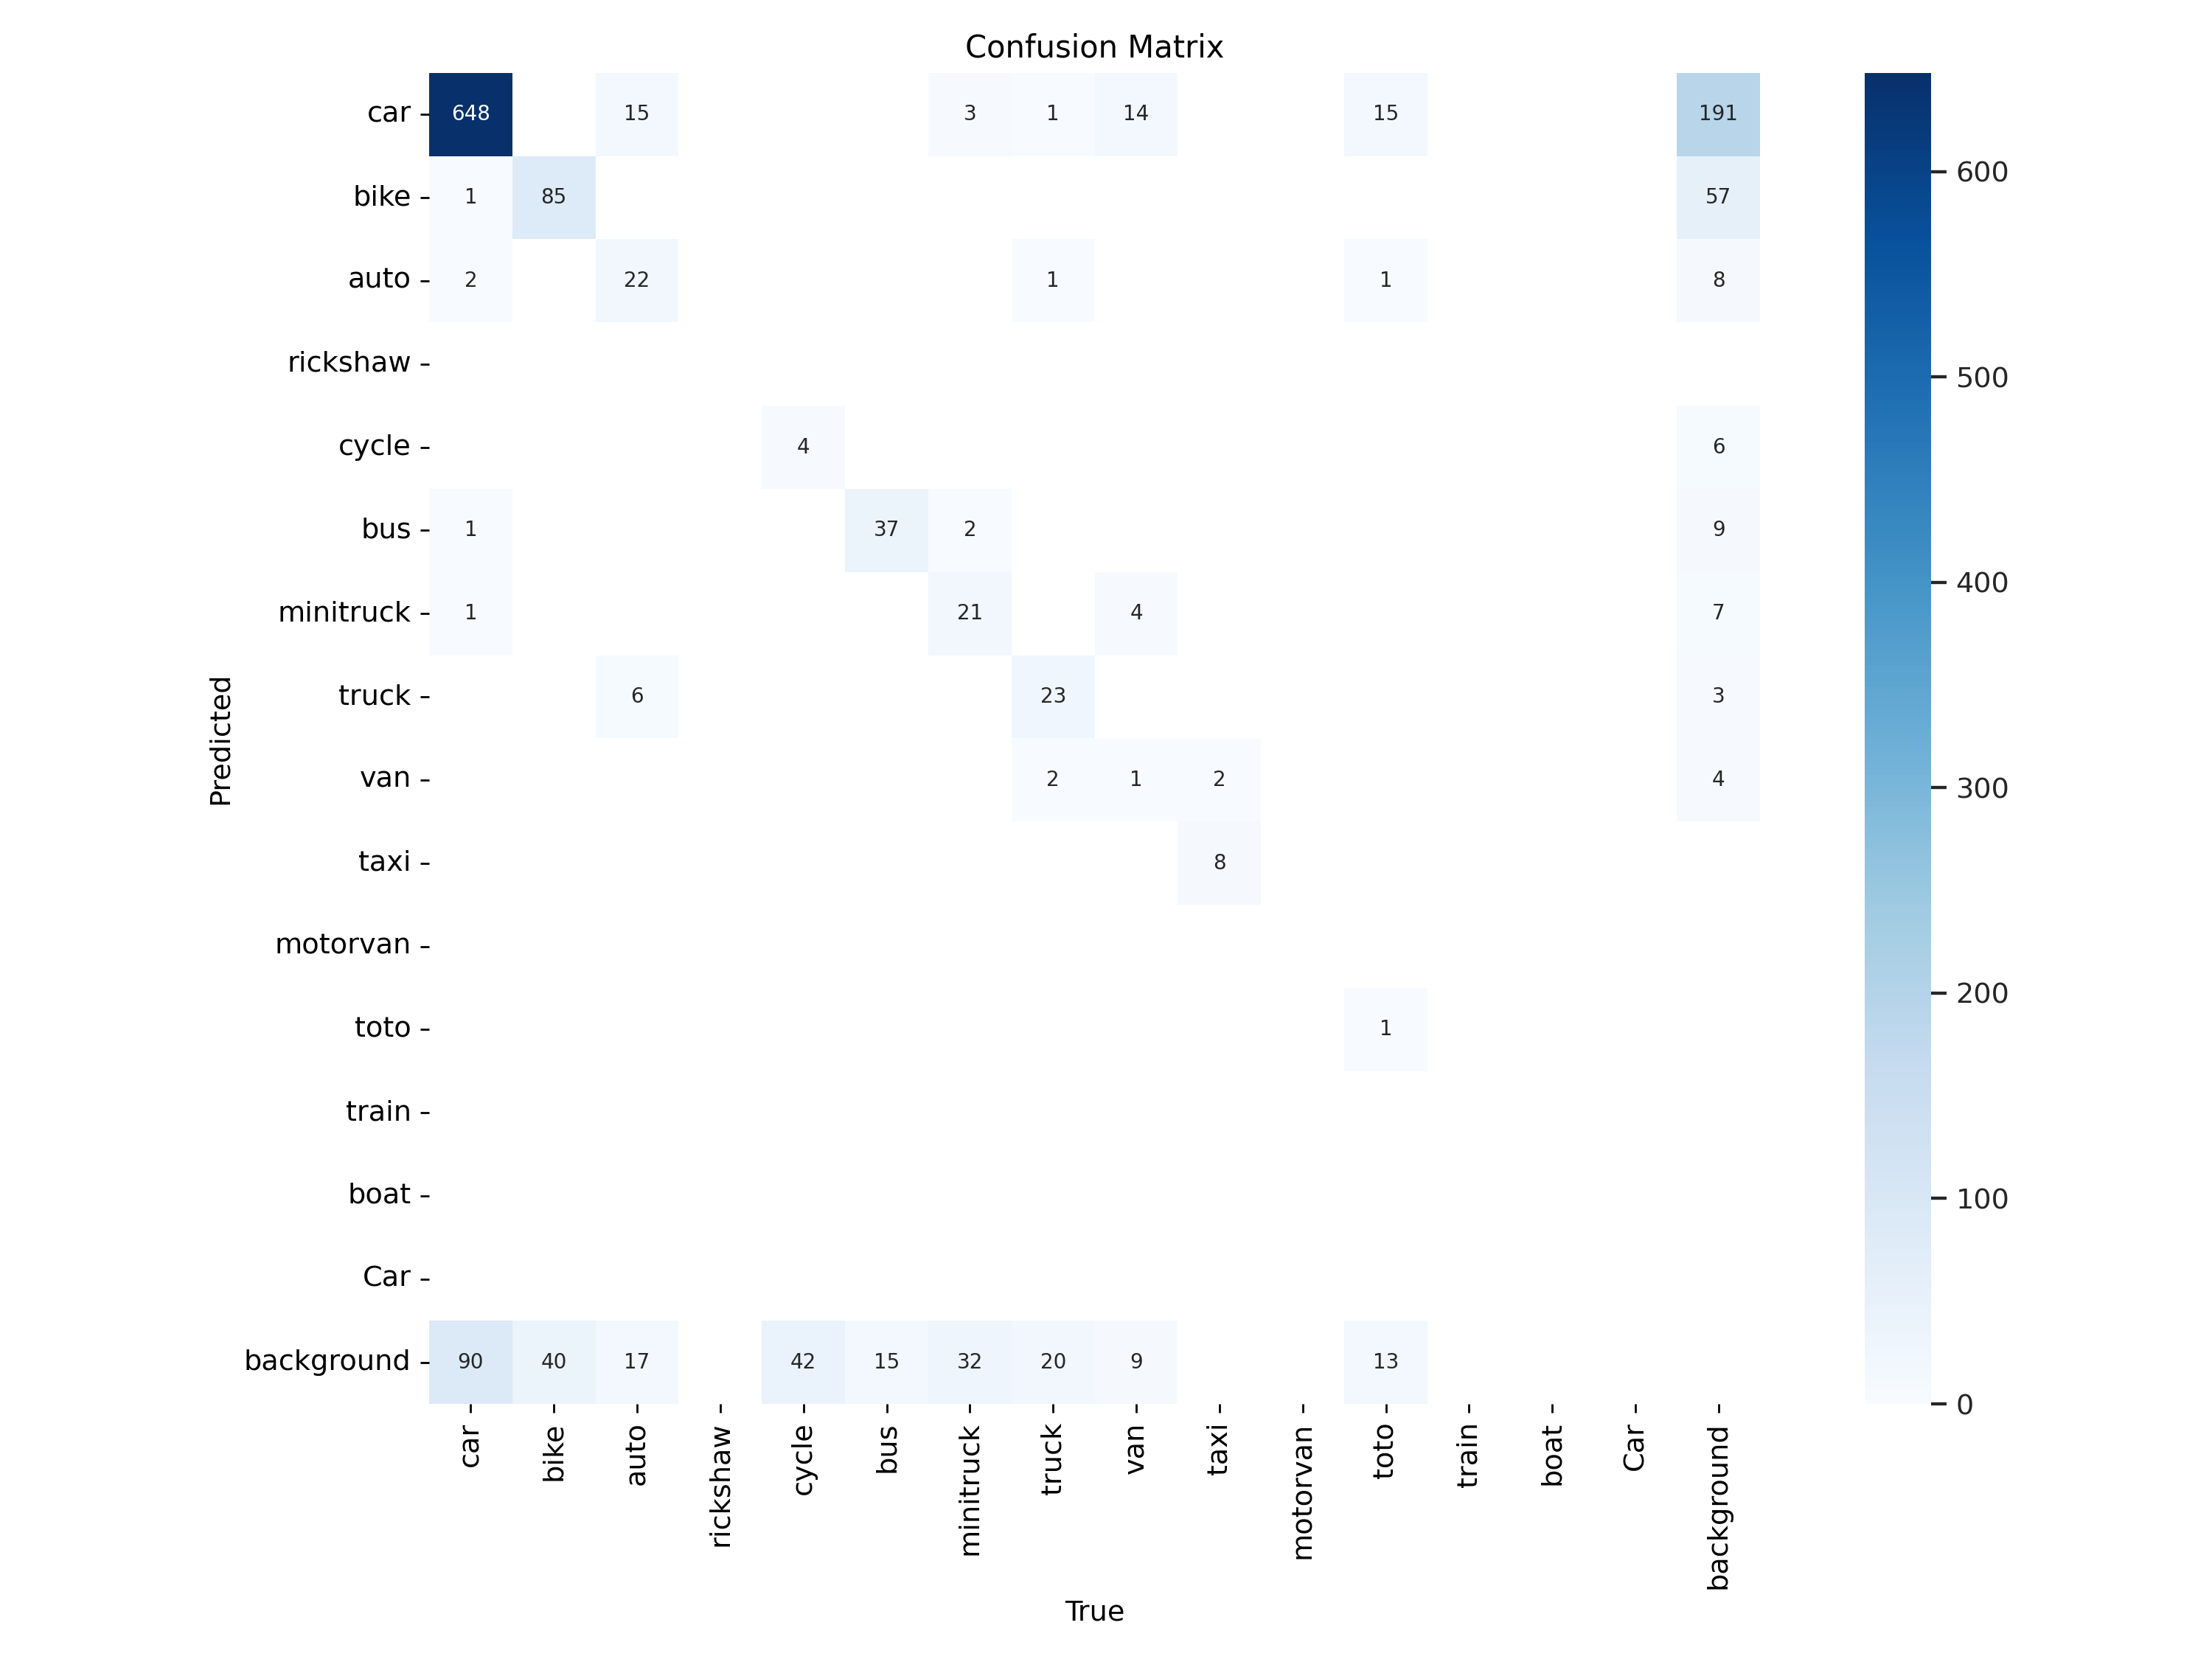 Confusion Matrix
car 648 15 3 1 14 15 191
bike 1 85 57
auto 2 22 1 1 8
rickshaw
cycle 4 6
bus 1 37 2 9
minitruck 1 21 4 7
truck 6 23 3
van 2 1 2 4
taxi 8
motorvan
toto 1
train
boat
Car
background 90 40 17 42 15 32 20 9 13
Predicted
car bike auto rickshaw cycle bus minitruck truck van taxi motorvan toto train boat Car background
True
600
500
400
300
200
100
0